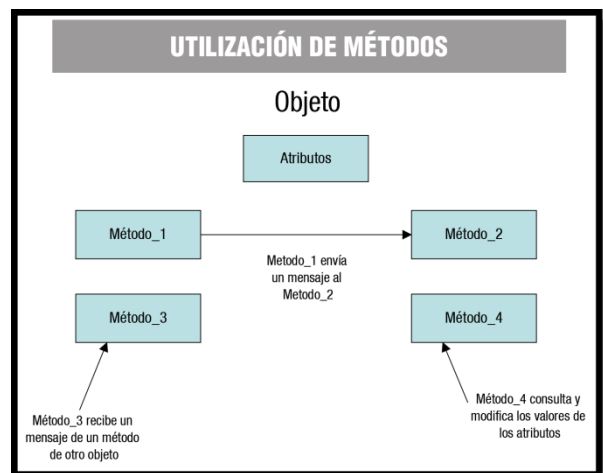 UTILIZACIÓN DE MÉTODOS
Objeto
Atributos
Método_1
Método_2
Metodo_1 envía
un mensaje al
Metodo_2
Método_3
Método_4
Método_3 recibe un
mensaje de un método
de otro objeto
Método_4 consulta y
modifica los valores de
los atributos